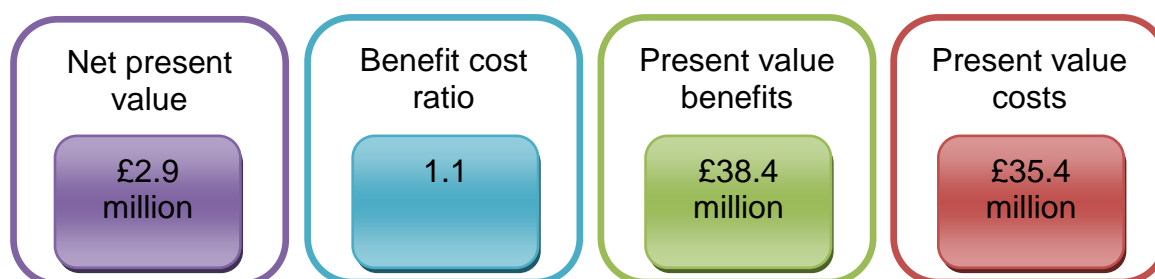 Net present
value
£2.9
million
Benefit cost
ratio
1.1
Present value
benefits
£38.4
million
Present value
costs
£35.4
million